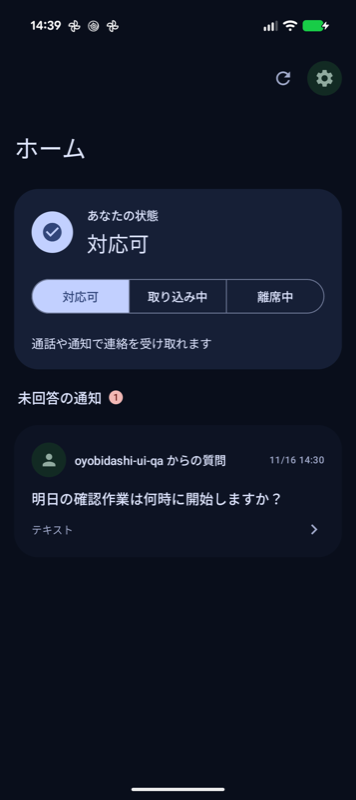 14:39
ホーム
あなたの状態
対応可
対応可
取り込み中
離席中
通話や通知で連絡を受け取れます
未回答の通知 1
oyobidashi-ui-qa からの質問
11/16 14:30
明日の確認作業は何時に開始しますか？
テキスト